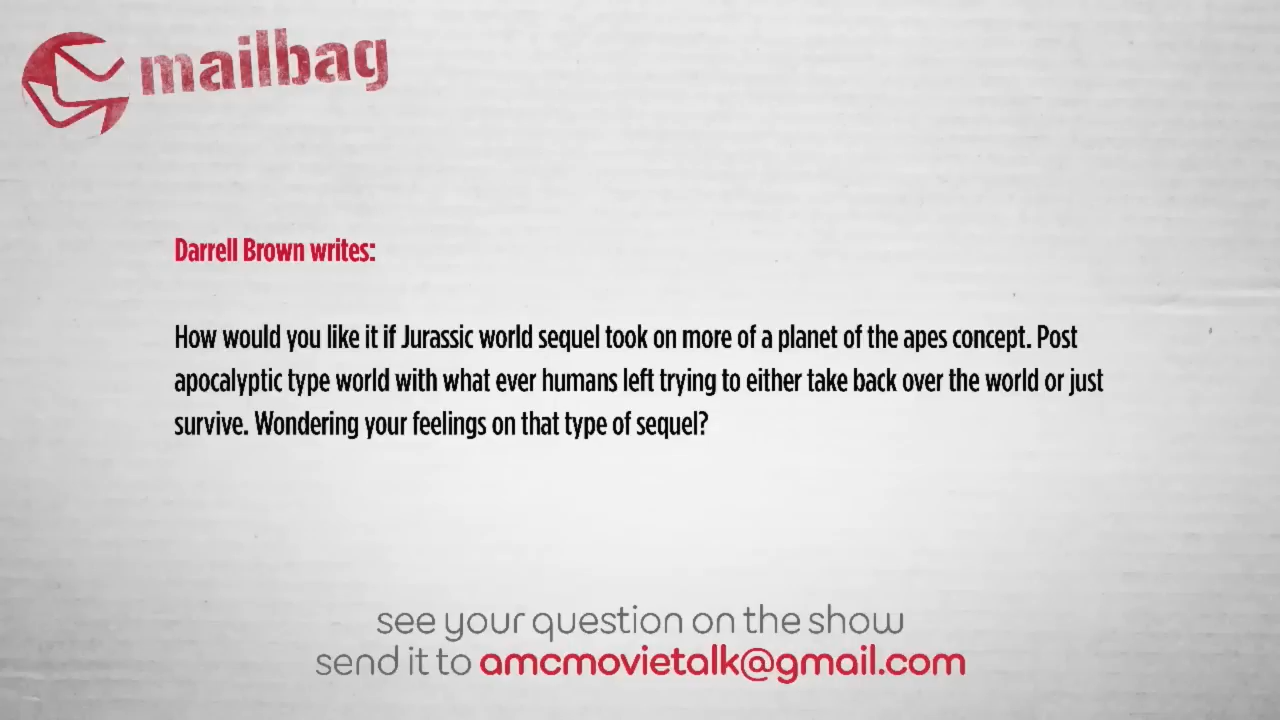 mailbag
Darrell Brown writes:
How would you like it if Jurassic world sequel took on more of a planet of the apes concept. Post
apocalyptic type world with what ever humans left trying to either take back over the world or just
survive. Wondering your feelings on that type of sequel?
see your question on the show
send it to amcmovietalk@gmail.com